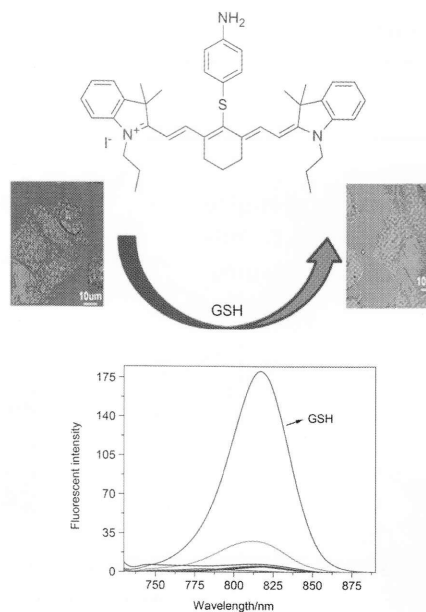 NH₂
S
N⁺
I⁻
N
10um
GSH
10
175
140
105
70
35
0
Fluorescent intensity
GSH
750
775
800
825
850
875
Wavelength/nm